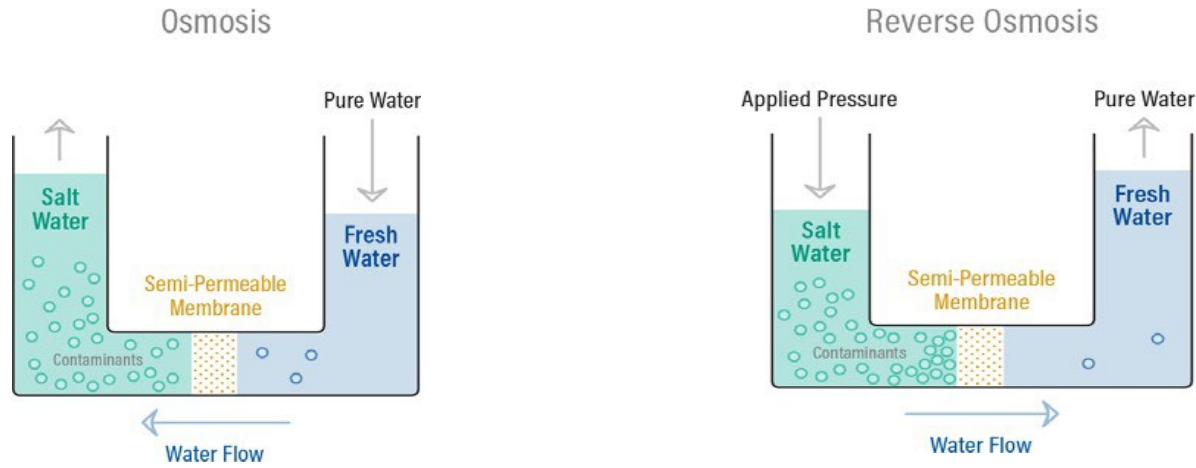 Osmosis
Pure Water
Salt
Water
Fresh
Water
Semi-Permeable
Membrane
Contaminants
Water Flow
Reverse Osmosis
Applied Pressure
Pure Water
Salt
Water
Fresh
Water
Semi-Permeable
Membrane
Contaminants
Water Flow